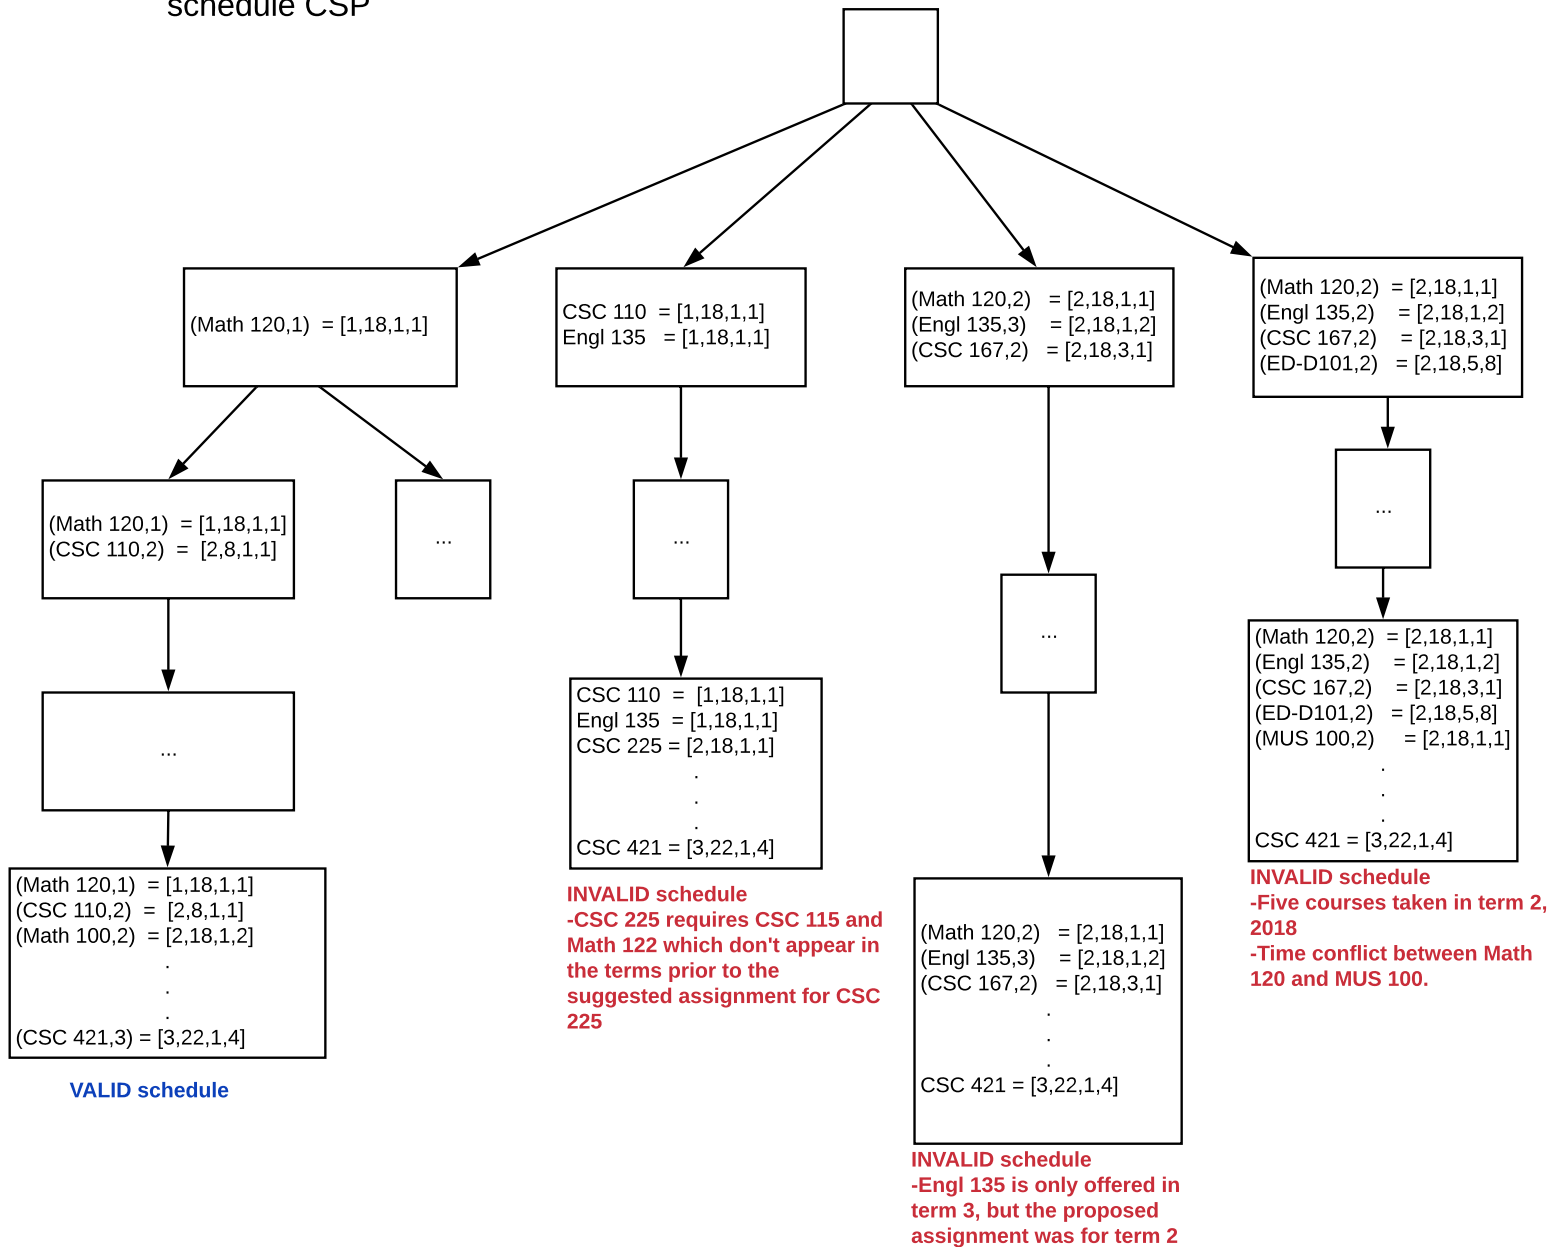 schedule CSP
(Math 120,1) = [1,18,1,1]
CSC 110 = [1,18,1,1]
Engl 135 = [1,18,1,1]
(Math 120,2) = [2,18,1,1]
(Engl 135,3) = [2,18,1,2]
(CSC 167,2) = [2,18,3,1]
(Math 120,2) = [2,18,1,1]
(Engl 135,2) = [2,18,1,2]
(CSC 167,2) = [2,18,3,1]
(ED-D101,2) = [2,18,5,8]
(Math 120,1) = [1,18,1,1]
(CSC 110,2) = [2,8,1,1]
...
...
...
...
...
(Math 120,1) = [1,18,1,1]
(CSC 110,2) = [2,8,1,1]
(Math 100,2) = [2,18,1,2]
.
.
.
(CSC 421,3) = [3,22,1,4]
VALID schedule
CSC 110 = [1,18,1,1]
Engl 135 = [1,18,1,1]
CSC 225 = [2,18,1,1]
.
.
.
CSC 421 = [3,22,1,4]
INVALID schedule
-CSC 225 requires CSC 115 and
Math 122 which don't appear in
the terms prior to the
suggested assignment for CSC
225
(Math 120,2) = [2,18,1,1]
(Engl 135,3) = [2,18,1,2]
(CSC 167,2) = [2,18,3,1]
.
.
.
CSC 421 = [3,22,1,4]
INVALID schedule
-Engl 135 is only offered in
term 3, but the proposed
assignment was for term 2
(Math 120,2) = [2,18,1,1]
(Engl 135,2) = [2,18,1,2]
(CSC 167,2) = [2,18,3,1]
(ED-D101,2) = [2,18,5,8]
(MUS 100,2) = [2,18,1,1]
.
.
.
CSC 421 = [3,22,1,4]
INVALID schedule
-Five courses taken in term 2,
2018
-Time conflict between Math
120 and MUS 100.